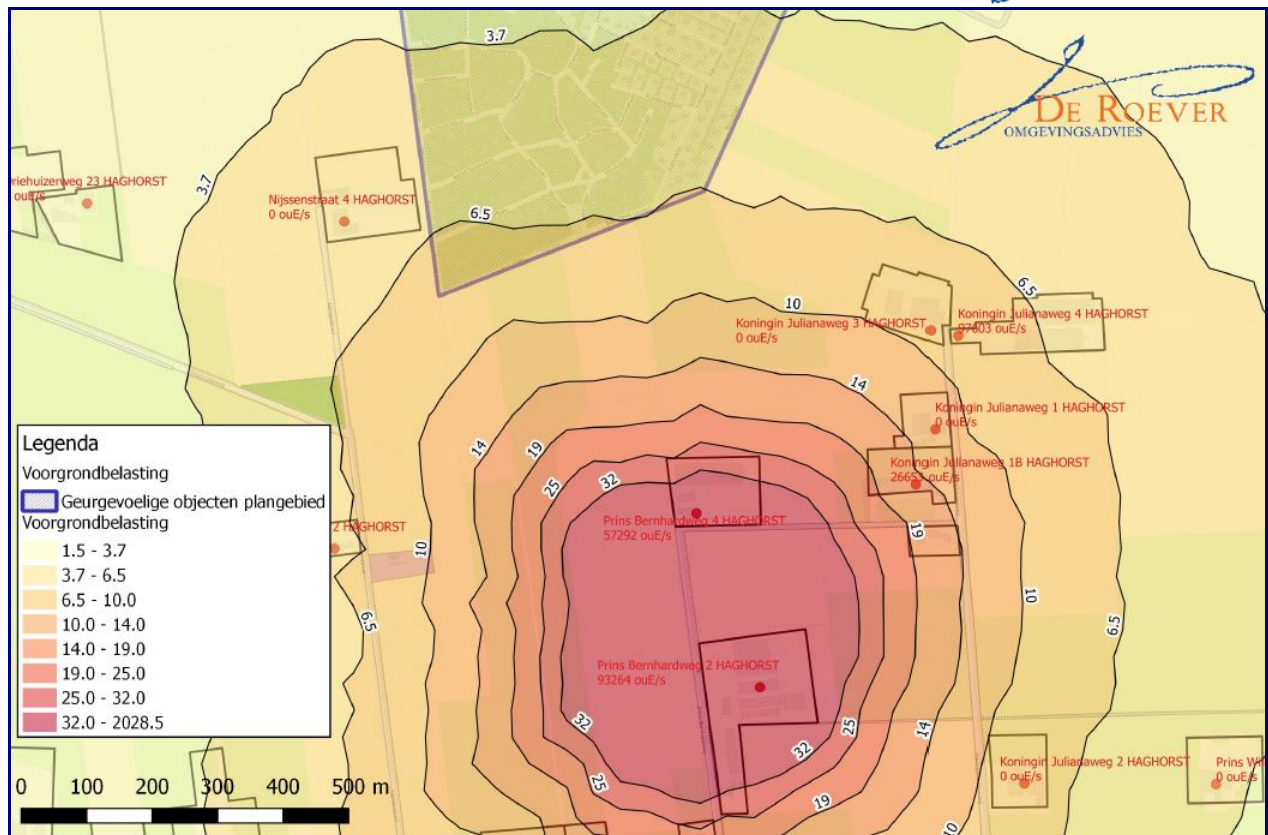 3.7
DE ROEVER
OMGEVINGSADVIES
3.7
riehuizerweg 23 HAGHORST
ouE/s
Nijssenstraat 4 HAGHORST
0 ouE/s
6.5
6.5
10
Koningin Julianaweg 3 HAGHORST
0 ouE/s
Koningin Julianaweg 4 HAGHORST
97603 ouE/s
14
14
Koningin Julianaweg 1 HAGHORST
0 ouE/s
19
Koningin Julianaweg 1B HAGHORST
26653 ouE/s
25
32
Prins Bernhardweg 4 HAGHORST
57292 ouE/s
19
2 HAGHORST
10
10
6.5
6.5
Prins Bernhardweg 2 HAGHORST
93264 ouE/s
32
25
14
32
25
19
10
Koningin Julianaweg 2 HAGHORST
0 ouE/s
Prins
0 ouE/s
Legenda
Voorgrondbelasting
Geurgevoelige objecten plangebied
Voorgrondbelasting
1.5 - 3.7
3.7 - 6.5
6.5 - 10.0
10.0 - 14.0
14.0 - 19.0
19.0 - 25.0
25.0 - 32.0
32.0 - 2028.5
0 100 200 300 400 500 m